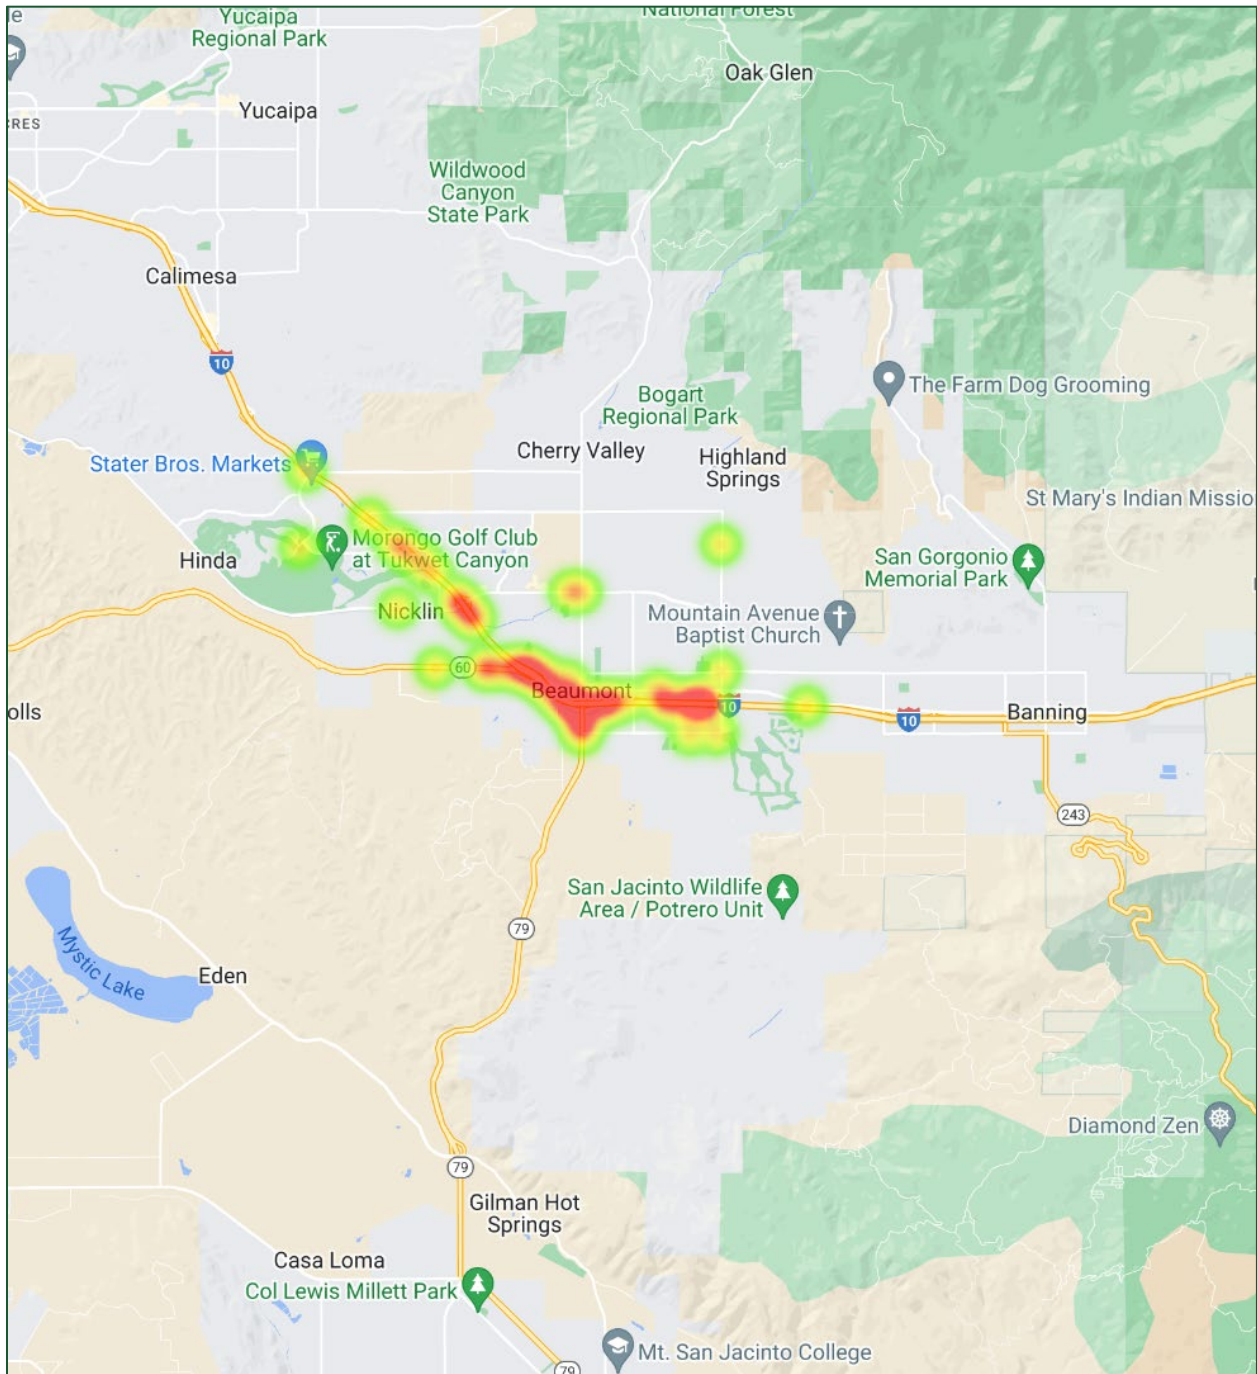 le
Yucaipa
Regional Park
National Forest
Oak Glen
Yucaipa
CRES
Wildwood
Canyon
State Park
Calimesa
10
The Farm Dog Grooming
Bogart
Regional Park
Cherry Valley
Highland
Springs
Stater Bros. Markets
St Mary's Indian Missio
Morongo Golf Club
at Tukwet Canyon
Hinda
San Gorgonio
Memorial Park
Nicklin
Mountain Avenue
Baptist Church
60
Beaumont
10
10
Banning
olls
243
San Jacinto Wildlife
Area / Potrero Unit
79
Mystic Lake
Eden
Diamond Zen
79
Gilman Hot
Springs
Casa Loma
Col Lewis Millett Park
Mt. San Jacinto College
79